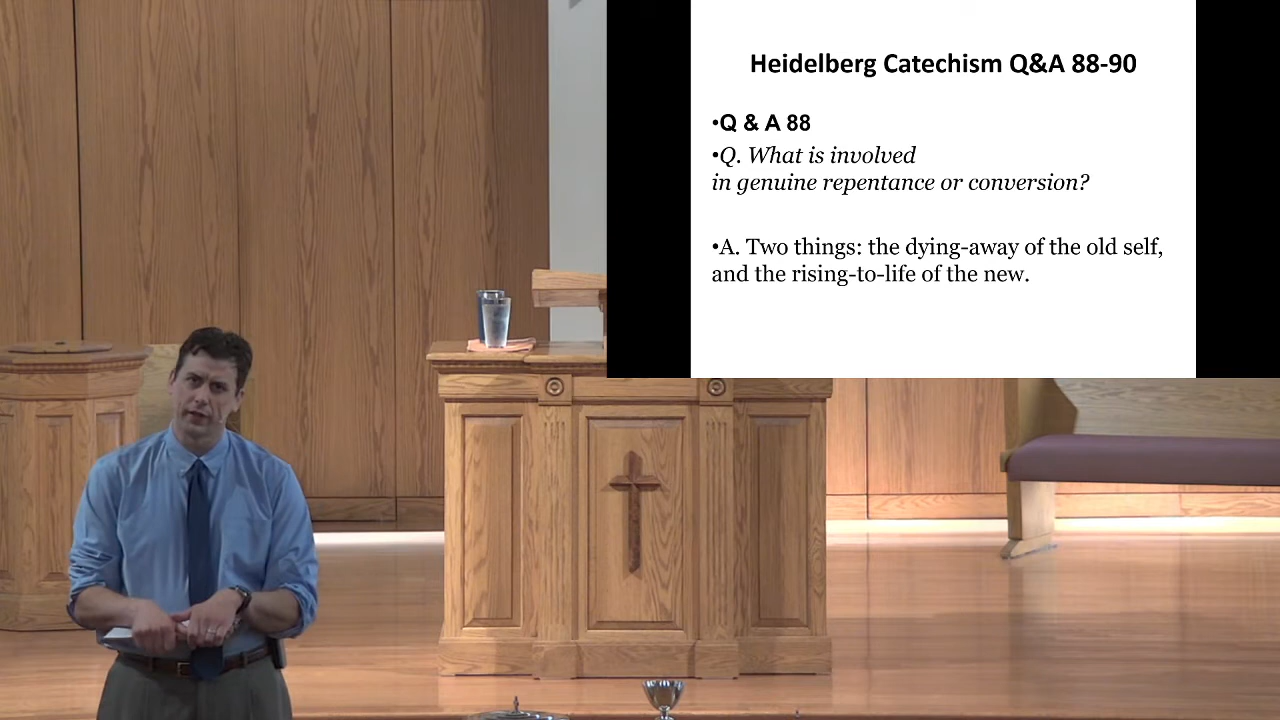 Heidelberg Catechism Q&A 88-90
•Q & A 88
•Q. What is involved
in genuine repentance or conversion?
•A. Two things: the dying-away of the old self,
and the rising-to-life of the new.